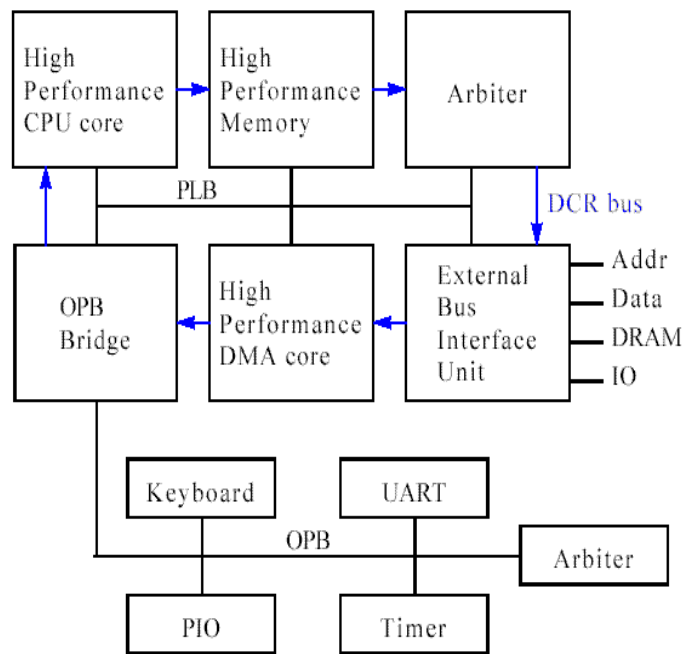 High
Performance
CPU core
High
Performance
Memory
Arbiter
PLB
DCR bus
OPB
Bridge
High
Performance
DMA core
External
Bus
Interface
Unit
Addr
Data
DRAM
IO
Keyboard
UART
OPB
Arbiter
PIO
Timer